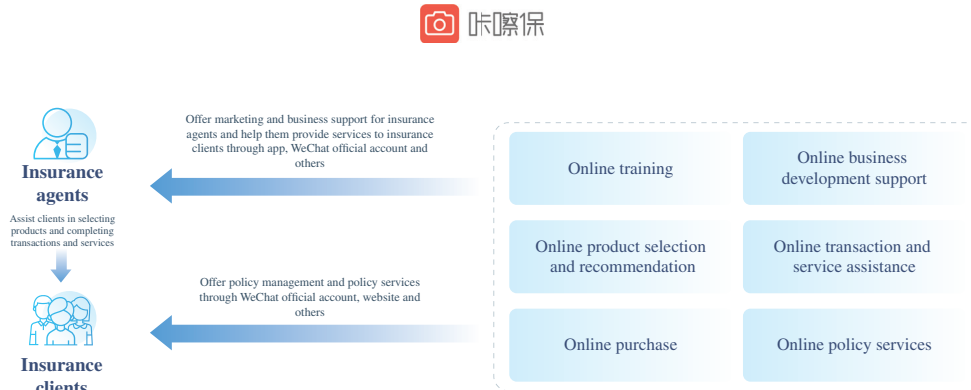 咔嚓保
Offer marketing and business support for insurance
agents and help them provide services to insurance
clients through app, WeChat official account and
others
Insurance
agents
Assist clients in selecting
products and completing
transactions and services
Offer policy management and policy services
through WeChat official account, website and
others
Insurance
clients
Online training
Online business
development support
Online product selection
and recommendation
Online transaction and
service assistance
Online purchase
Online policy services